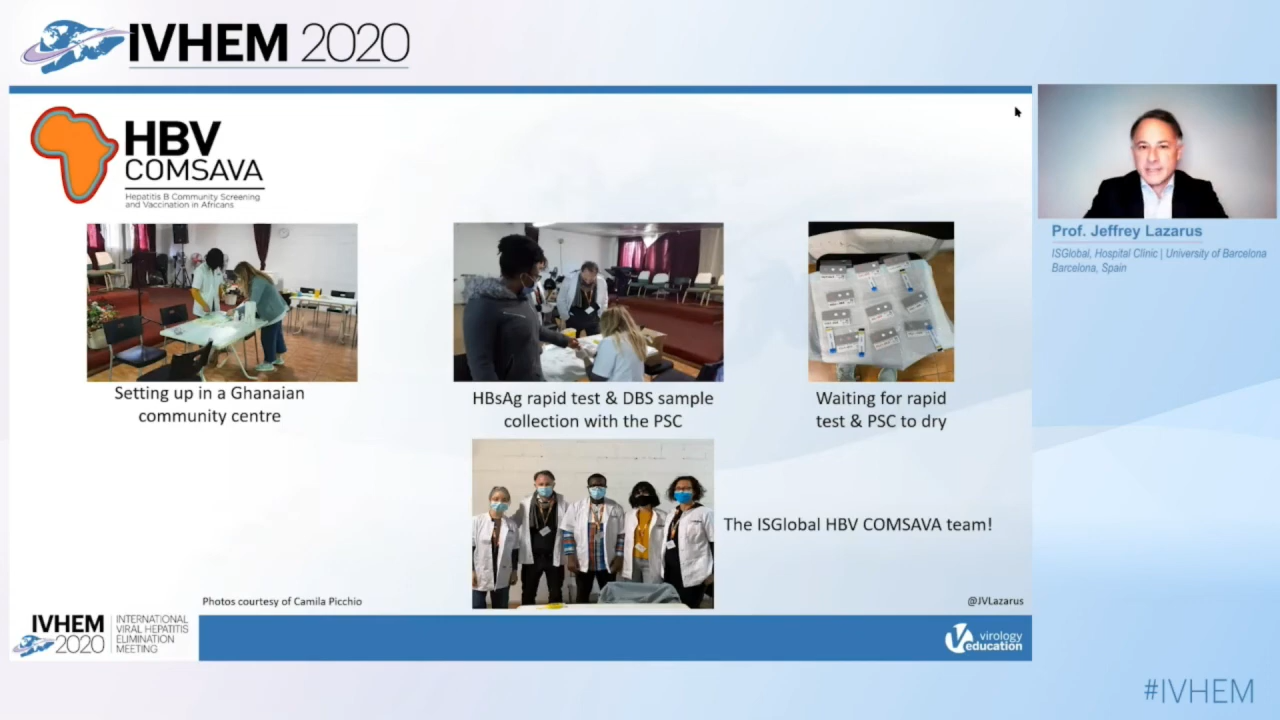 IVHEM 2020
HBV
COMSAVA
Hepatitis B Community Screening
and Vaccination in Africans
Prof. Jeffrey Lazarus
ISGlobal, Hospital Clinic | University of Barcelona
Barcelona, Spain
Setting up in a Ghanaian
community centre
HBsAg rapid test & DBS sample
collection with the PSC
Waiting for rapid
test & PSC to dry
The ISGlobal HBV COMSAVA team!
Photos courtesy of Camila Picchio
@JVLazarus
IVHEM
2020
INTERNATIONAL
VIRAL HEPATITIS
ELIMINATION
MEETING
virology
education
#IVHEM